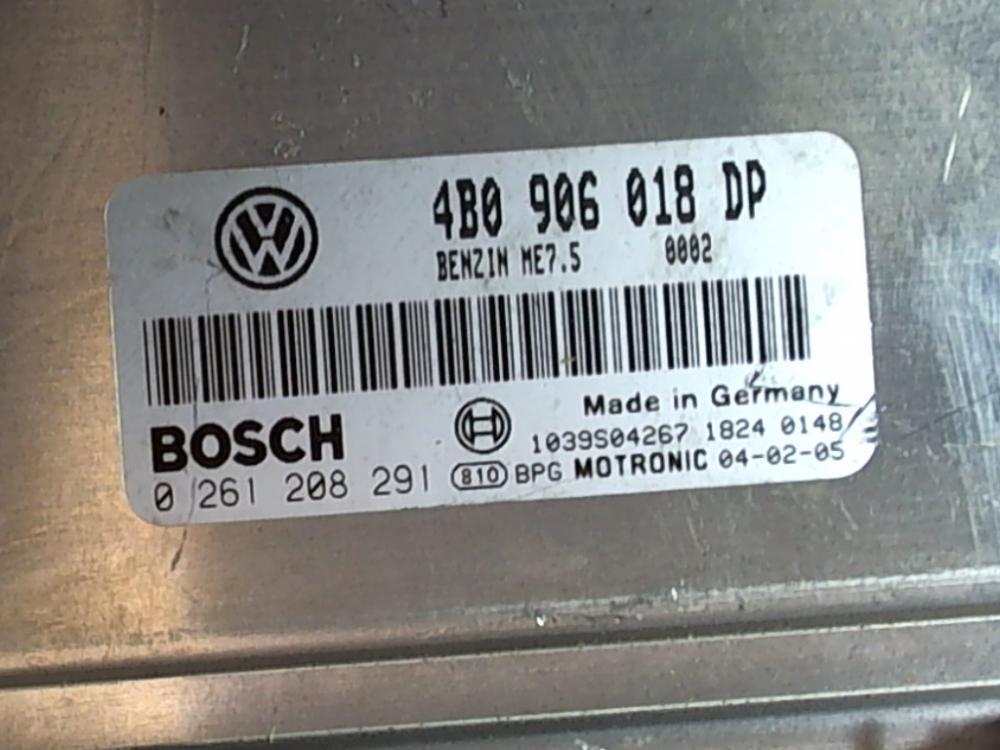 4B0 906 018 DP
BENZIN ME7.5 0002
Made in Germany
BOSCH 1039S04267 1824 0148
0 261 208 291 810 BPG MOTRONIC 04-02-05